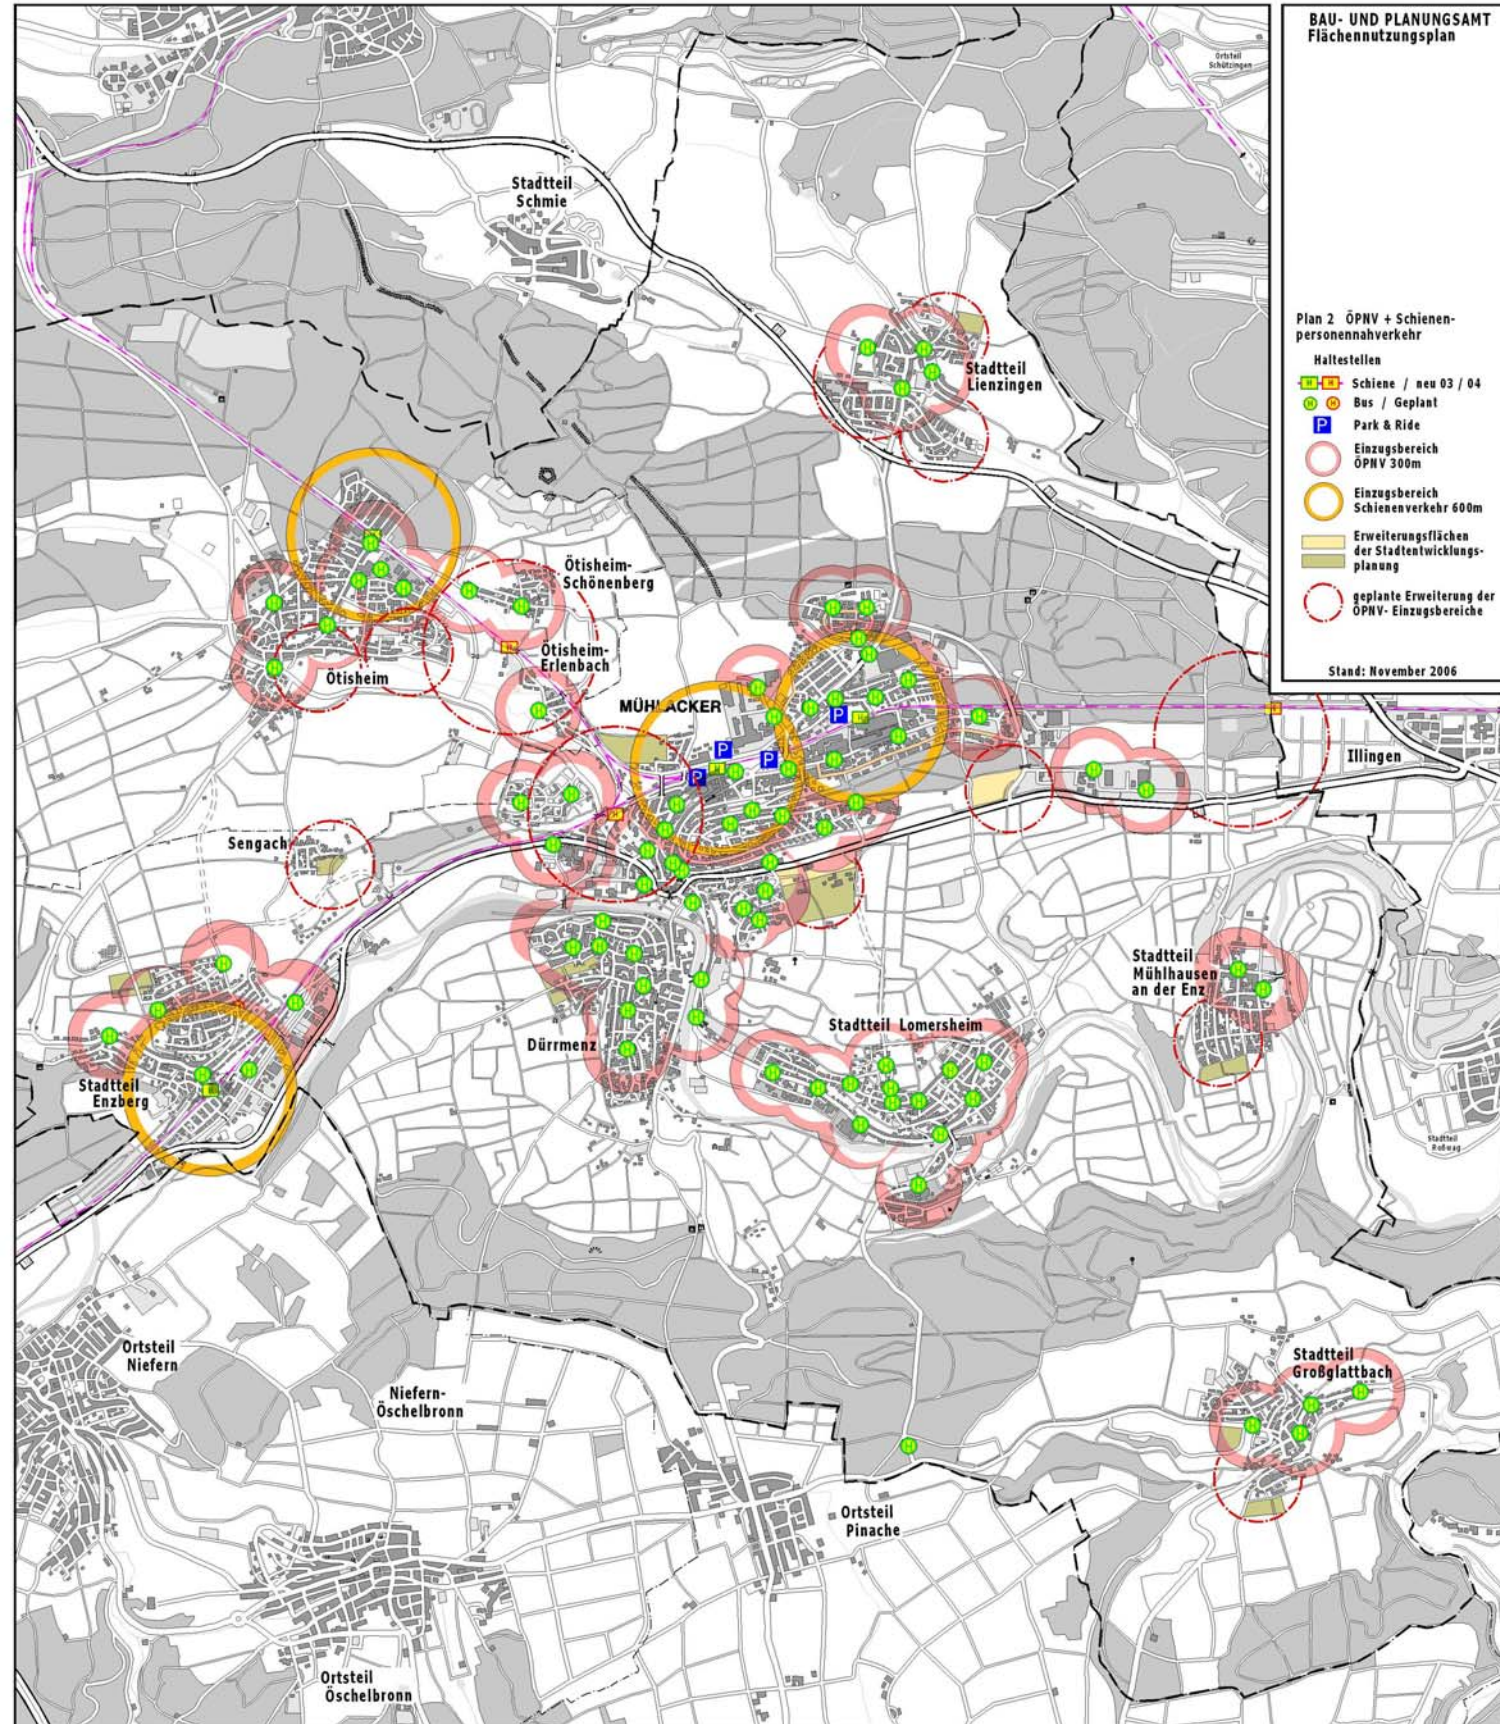 BAU- UND PLANUNGSAMT
Flächennutzungsplan
Ortsteil
Schützingen
Plan 2 ÖPNV + Schienen-
personennahverkehr
Haltestellen
H H Schiene / neu 03 / 04
H H Bus / Geplant
P Park & Ride
Einzugsbereich
ÖPNV 300m
Einzugsbereich
Schienenverkehr 600m
Erweiterungsflächen
der Stadtentwicklungs-
planung
geplante Erweiterung der
ÖPNV- Einzugsbereiche
Stand: November 2006
Stadtteil
Schmie
Stadtteil
Lienzingen
Ötisheim-
Schönenberg
Ötisheim-
Erlenbach
Ötisheim
MÜHLACKER
P
P
P
P
Illingen
Sengach
Stadtteil
Mühlhausen
an der Enz
Stadtteil Lomersheim
Dürrmenz
Stadtteil
Enzberg
Stadtteil
Roßwag
Ortsteil
Niefern
Niefern-
Öschelbronn
Stadtteil
Großglattbach
Ortsteil
Pinache
Ortsteil
Öschelbronn